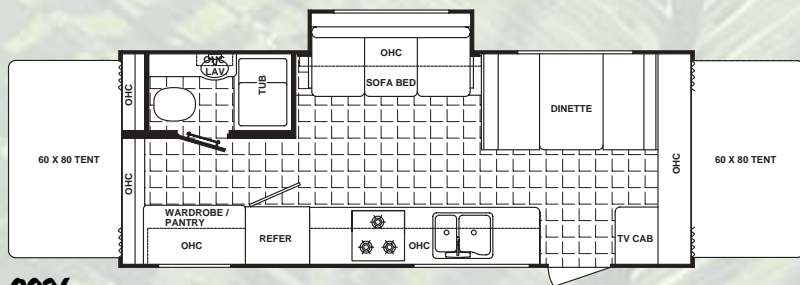 OHC
LAV
TUB
OHC
OHC
SOFA BED
DINETTE
60 X 80 TENT
OHC
OHC
60 X 80 TENT
WARDROBE /
PANTRY
OHC
REFER
OHC
TV CAB